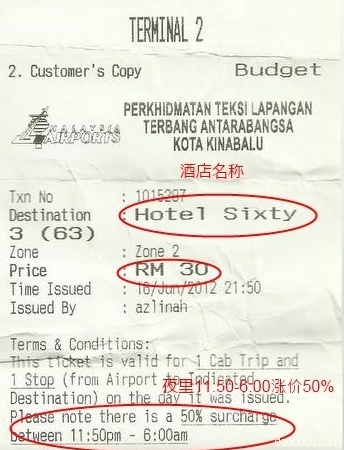 TERMINAL 2
2. Customer's Copy Budget
MALAYSIA AIRPORTS
PERKHIDMATAN TEKSI LAPANGAN
TERBANG ANTARABANGSA
KOTA KINABALU
酒店名称
Txn No : 1015297
Destination : Hotel Sixty
3 (63)
Zone : Zone 2
Price : RM 30
Time Issued : 16/Jun/2012 21:50
Issued By : azlinah
Terms & Conditions:
This ticket is valid for 1 Cab Trip and
1 Stop (from Airport to Indicated
夜里11:50-6:00涨价50%
Destination) on the day it was issued.
Please note there is a 50% surcharge
between 11:50pm - 6:00am